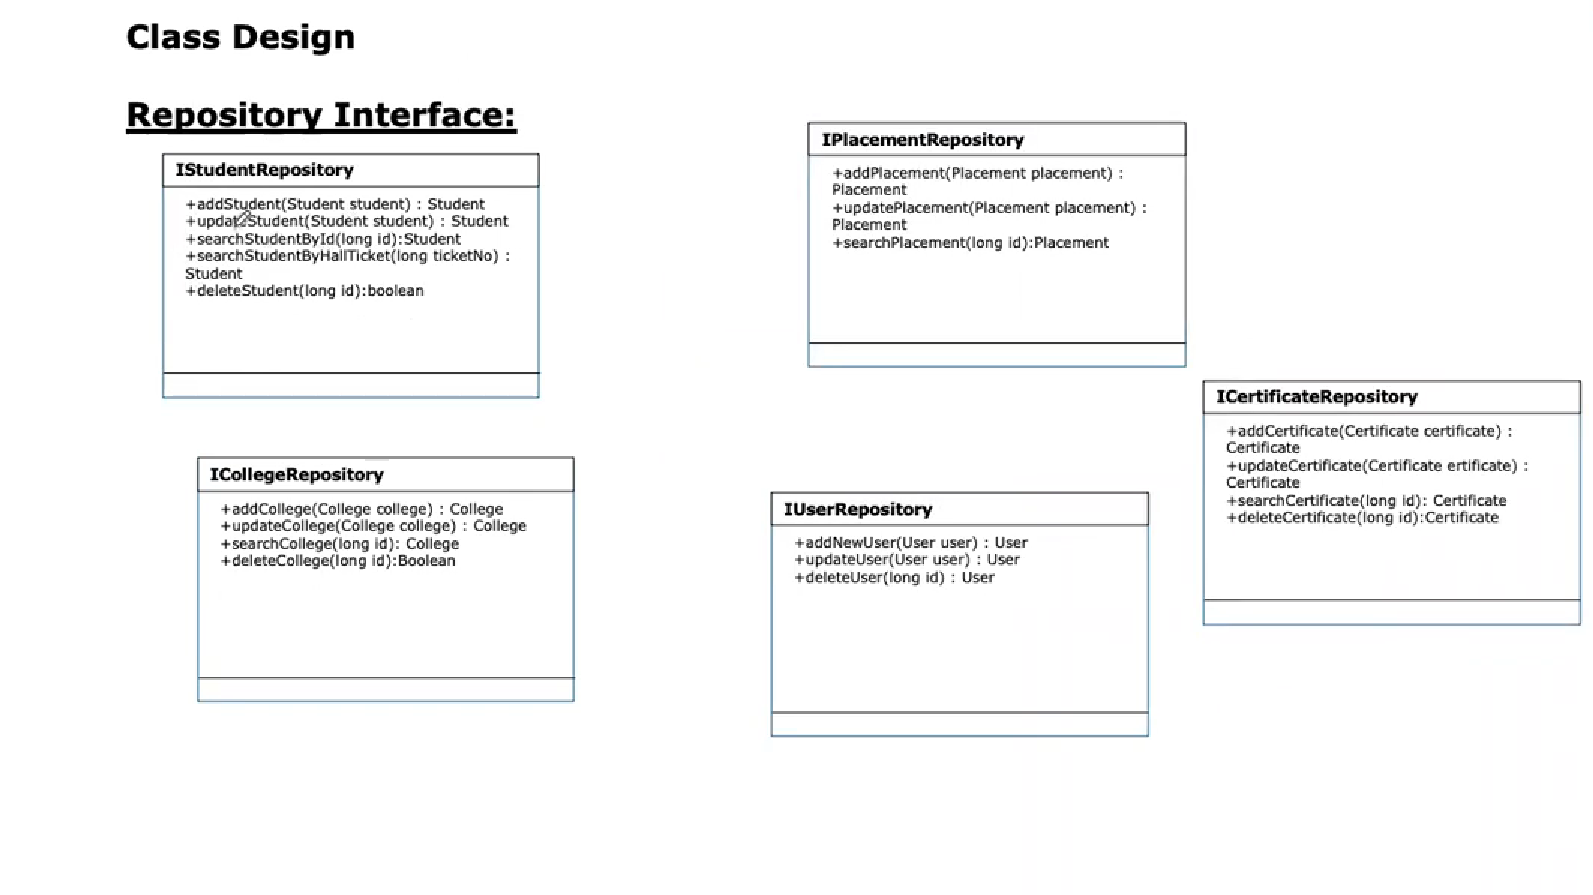 Class Design
Repository Interface:
IStudentRepository
+addStudent(Student student) : Student
+updateStudent(Student student) : Student
+searchStudentById(long id):Student
+searchStudentByHallTicket(long ticketNo) :
Student
+deleteStudent(long id):boolean
IPlacementRepository
+addPlacement(Placement placement) :
Placement
+updatePlacement(Placement placement) :
Placement
+searchPlacement(long id):Placement
ICertificateRepository
+addCertificate(Certificate certificate) :
Certificate
+updateCertificate(Certificate ertificate) :
Certificate
+searchCertificate(long id): Certificate
+deleteCertificate(long id):Certificate
ICollegeRepository
+addCollege(College college) : College
+updateCollege(College college) : College
+searchCollege(long id): College
+deleteCollege(long id):Boolean
IUserRepository
+addNewUser(User user) : User
+updateUser(User user) : User
+deleteUser(long id) : User